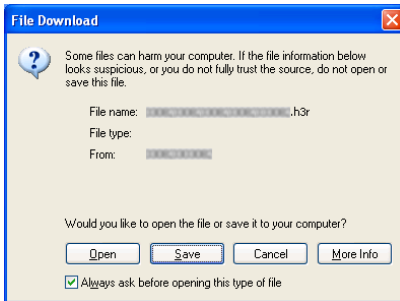 File Download
Some files can harm your computer. If the file information below
looks suspicious, or you do not fully trust the source, do not open or
save this file.
File name: .h3r
File type:
From:
Would you like to open the file or save it to your computer?
Open Save Cancel More Info
Always ask before opening this type of file